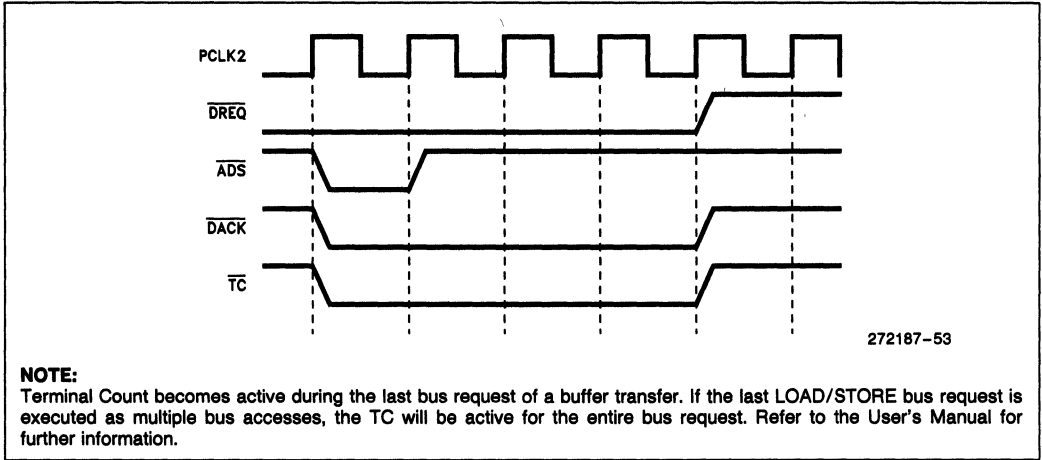 PCLK2
DREQ
ADS
DACK
TC
272187–53
NOTE:
Terminal Count becomes active during the last bus request of a buffer transfer. If the last LOAD/STORE bus request is
executed as multiple bus accesses, the TC will be active for the entire bus request. Refer to the User's Manual for
further information.